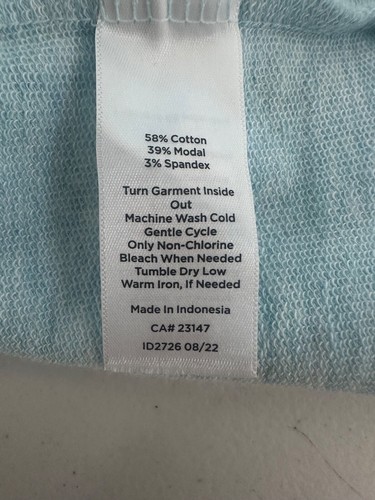 58% Cotton
39% Modal
3% Spandex
Turn Garment Inside
Out
Machine Wash Cold
Gentle Cycle
Only Non-Chlorine
Bleach When Needed
Tumble Dry Low
Warm Iron, If Needed
Made In Indonesia
CA# 23147
ID2726 08/22